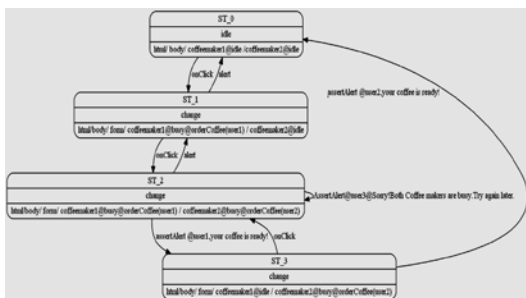 ST_0
idle
html/ body/ coffeemaker1@idle /coffeemaker2@idle
onClick
alert
assertAlert @user2,your coffee is ready!
ST_1
change
html/body/ form/ coffeemaker1@busy@orderCoffee(user1) / coffeemaker2@idle
onClick
alert
ST_2
change
html/body/ form/ coffeemaker1@busy@orderCoffee(user1) / coffeemaker2@busy@orderCoffee(user2)
AssertAlert@user3@Sorry!Both Coffee makers are busy.Try again later.
assertAlert @user1,your coffee is ready!
onClick
ST_3
change
html/body/ form/ coffeemaker1@idle / coffeemaker2@busy@orderCoffee(user2)